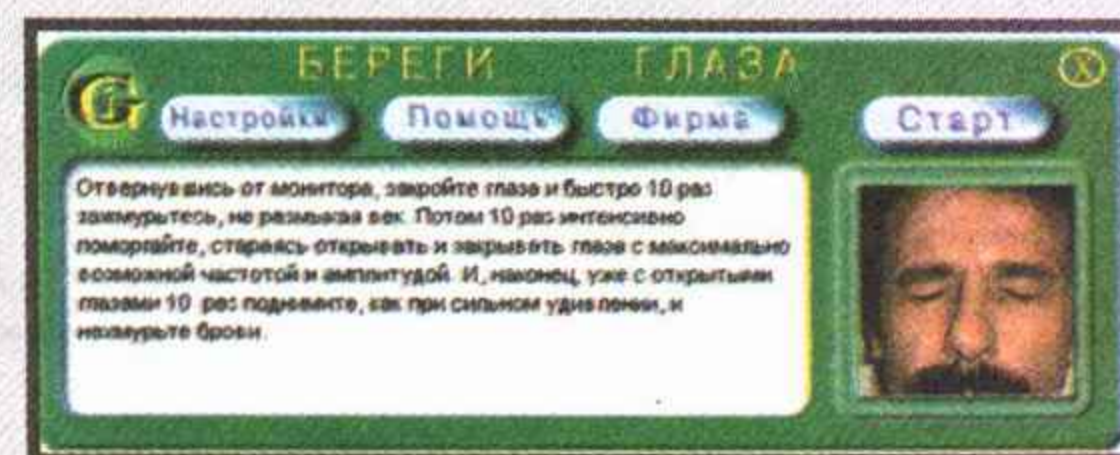 БЕРЕГИ ГЛАЗА
Настройки Помощь Фирма Старт
Отвернувшись от монитора, закройте глаза и быстро 10 раз
зажмурьтесь, не размыкая век. Потом 10 раз интенсивно
поморгайте, стараясь открывать и закрывать глаза с максимально
возможной частотой и амплитудой. И, наконец, уже с открытыми
глазами 10 раз поднимите, как при сильном удивлении, и
нахмурьте брови.